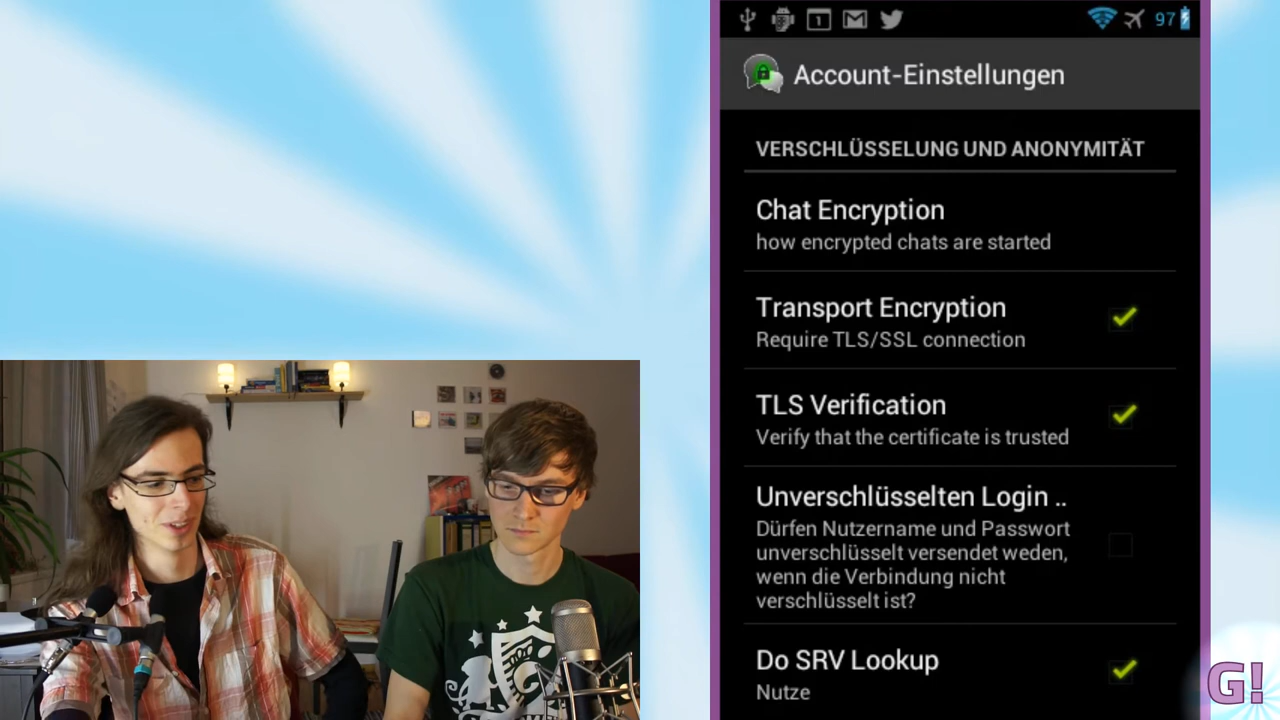 1
97
Account-Einstellungen
VERSCHLÜSSELUNG UND ANONYMITÄT
Chat Encryption
how encrypted chats are started
Transport Encryption
Require TLS/SSL connection
TLS Verification
Verify that the certificate is trusted
Unverschlüsselten Login ..
Dürfen Nutzername und Passwort
unverschlüsselt versendet weden,
wenn die Verbindung nicht
verschlüsselt ist?
Do SRV Lookup
Nutze
G!